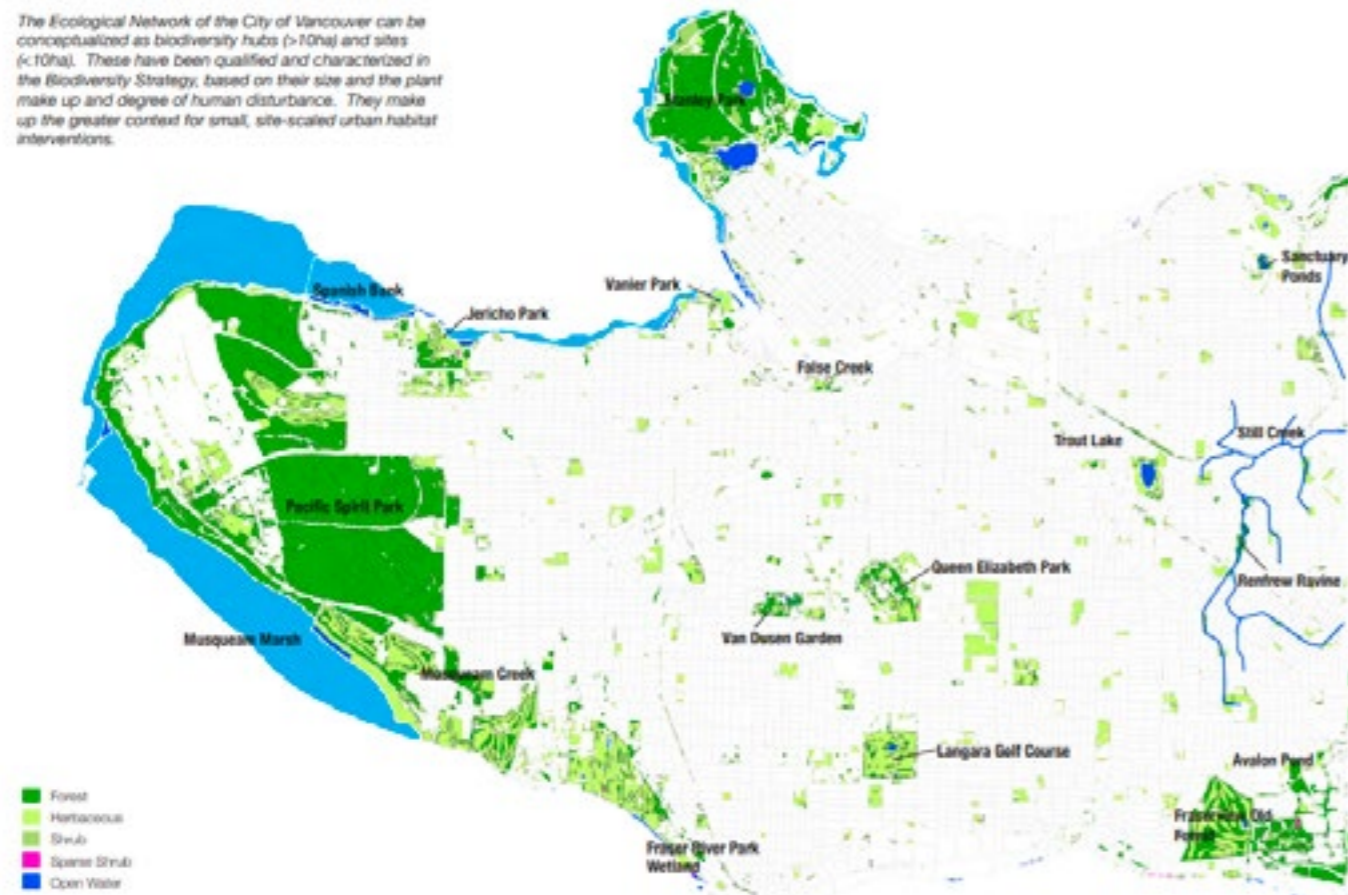 The Ecological Network of the City of Vancouver can be
conceptualized as biodiversity hubs (>10ha) and sites
(<10ha). These have been qualified and characterized in
the Biodiversity Strategy, based on their size and the plant
make up and degree of human disturbance. They make
up the greater context for small, site-scaled urban habitat
interventions.
Stanley Park
Sanctuary
Ponds
Spanish Bank
Vanier Park
Jericho Park
False Creek
Trout Lake
Still Creek
Pacific Spirit Park
Queen Elizabeth Park
Renfrew Ravine
Musqueam Marsh
Van Dusen Garden
Musqueam Creek
Langara Golf Course
Avalon Pond
Fraserview Old
Forest
Fraser River Park
Wetland
Forest
Herbaceous
Shrub
Sparse Shrub
Open Water